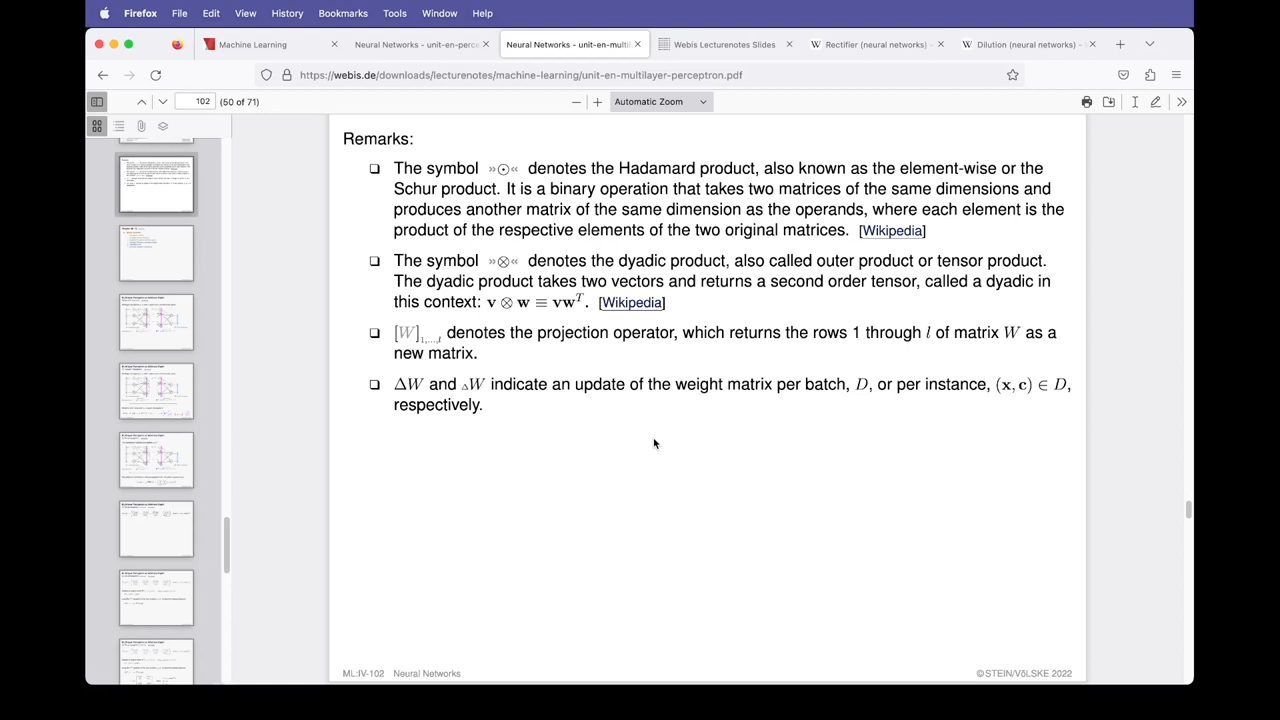 Firefox File Edit View History Bookmarks Tools Window Help
Machine Learning × Neural Networks - unit-en-perce × Neural Networks - unit-en-multil × Webis Lecturenotes Slides × W Rectifier (neural networks) - × W Dilution (neural networks) - ×
https://webis.de/downloads/lecturenotes/machine-learning/unit-en-multilayer-perceptron.pdf
102 (50 of 71) Automatic Zoom
Remarks:
❑ The symbol »⊙« denotes the Hadamard product, also known as the element-wise or the
Schur product. It is a binary operation that takes two matrices of the same dimensions and
produces another matrix of the same dimension as the operands, where each element is the
product of the respective elements of the two original matrices. [Wikipedia]
❑ The symbol »⊗« denotes the dyadic product, also called outer product or tensor product.
The dyadic product takes two vectors and returns a second order tensor, called a dyadic in
this context: v ⊗ w ≡ vw^T. [Wikipedia]
❑ [W]_{1,...,l} denotes the projection operator, which returns the rows 1 through l of matrix W as a
new matrix.
❑ ΔW and ΔW indicate an update of the weight matrix per batch, D, or per instance, (x, c) ∈ D,
respectively.
ML:IV-102 Neural Networks © STEIN/VÖLSKE 2022